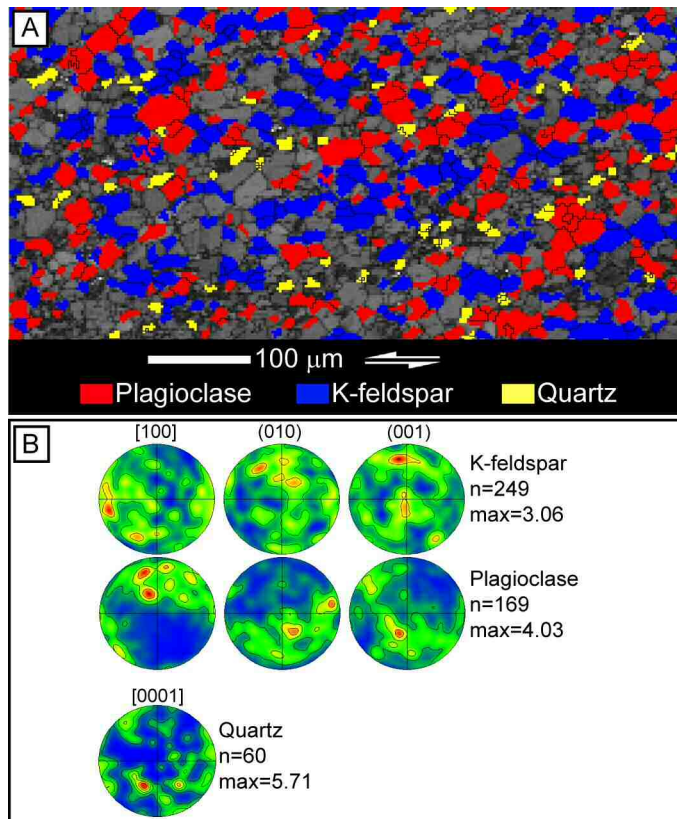 A
100 μm
Plagioclase K-feldspar Quartz
B
[100] (010) (001)
K-feldspar
n=249
max=3.06
Plagioclase
n=169
max=4.03
[0001]
Quartz
n=60
max=5.71